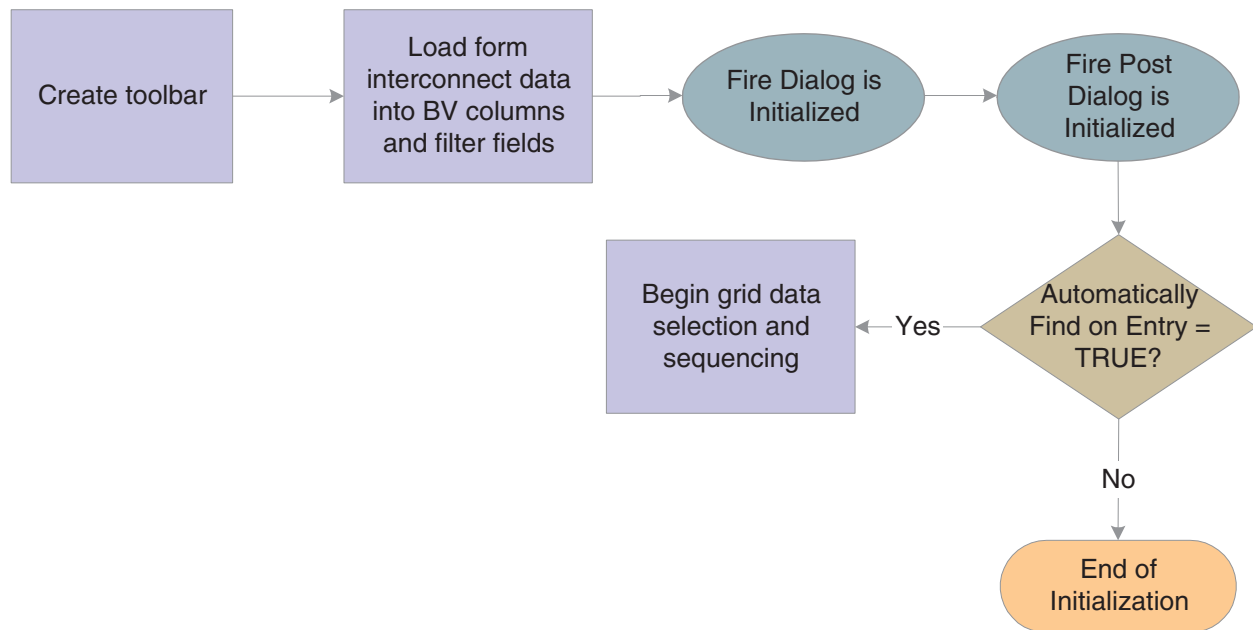 Create toolbar
Load form
interconnect data
into BV columns
and filter fields
Fire Dialog is
Initialized
Fire Post
Dialog is
Initialized
Automatically
Find on Entry =
TRUE?
Yes
Begin grid data
selection and
sequencing
No
End of
Initialization